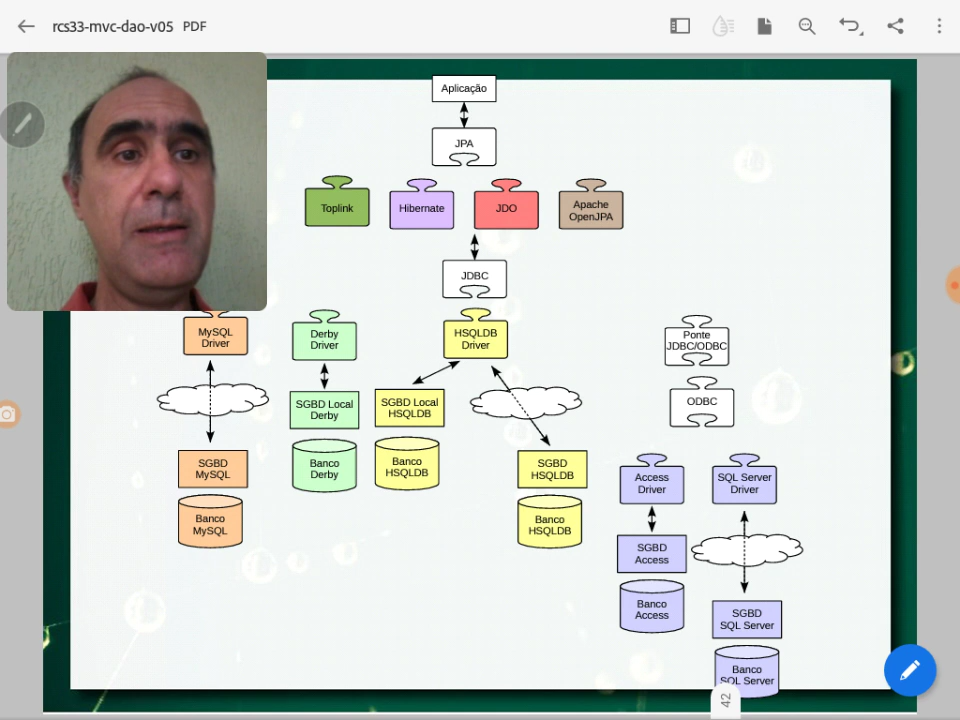 rcs33-mvc-dao-v05 PDF
Aplicação
JPA
Toplink
Hibernate
JDO
Apache
OpenJPA
JDBC
MySQL
Driver
Derby
Driver
HSQLDB
Driver
Ponte
JDBC/ODBC
SGBD Local
Derby
SGBD Local
HSQLDB
ODBC
SGBD
MySQL
Banco
Derby
Banco
HSQLDB
SGBD
HSQLDB
Access
Driver
SQL Server
Driver
Banco
MySQL
Banco
HSQLDB
SGBD
Access
Banco
Access
SGBD
SQL Server
Banco
SQL Server
42